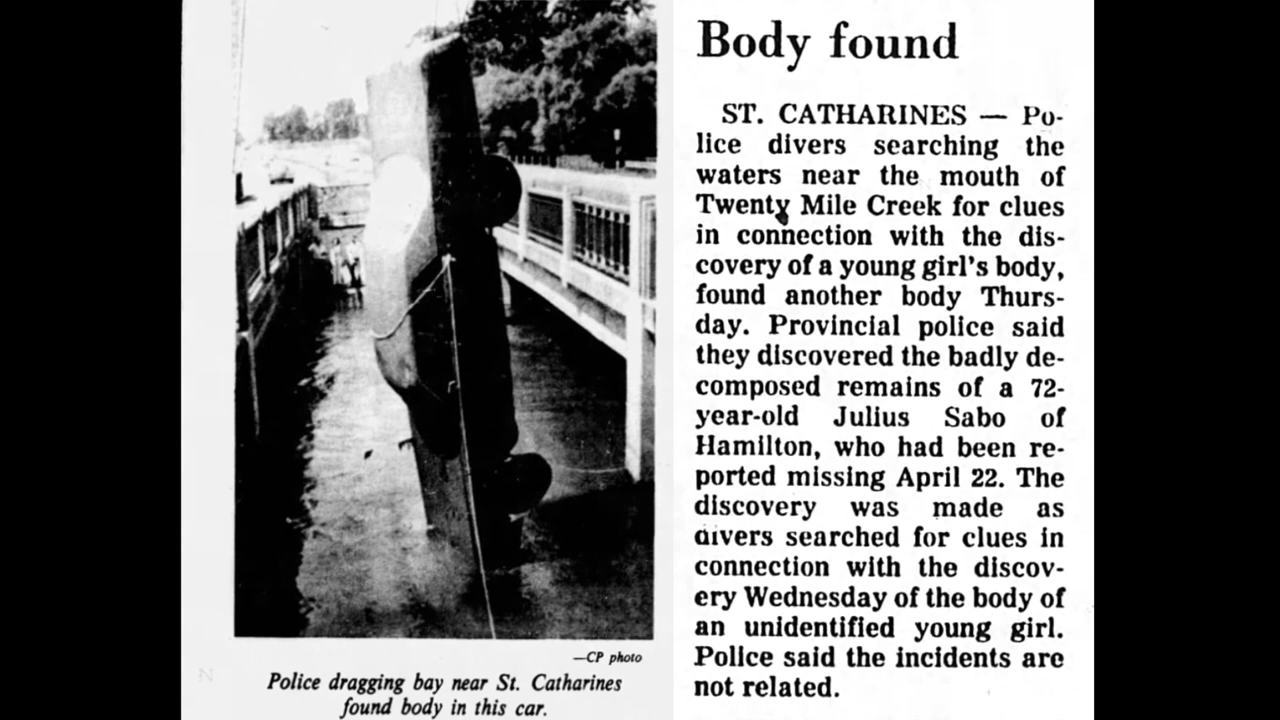 —CP photo
Police dragging bay near St. Catharines
found body in this car.
Body found
ST. CATHARINES — Po-
lice divers searching the
waters near the mouth of
Twenty Mile Creek for clues
in connection with the dis-
covery of a young girl's body,
found another body Thurs-
day. Provincial police said
they discovered the badly de-
composed remains of a 72-
year-old Julius Sabo of
Hamilton, who had been re-
ported missing April 22. The
discovery was made as
divers searched for clues in
connection with the discov-
ery Wednesday of the body of
an unidentified young girl.
Police said the incidents are
not related.